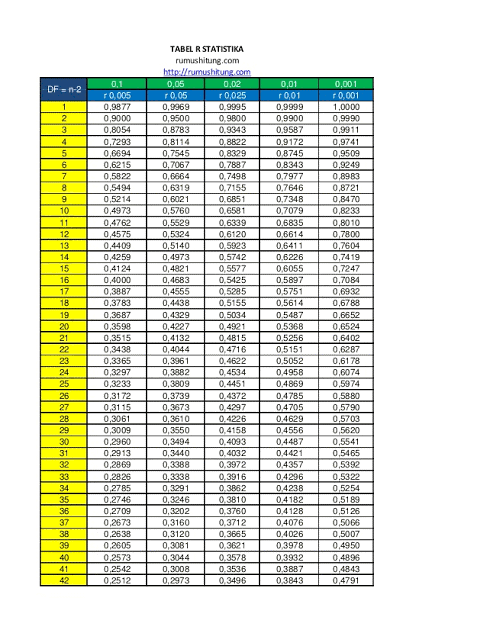 TABEL R STATISTIKA
rumushitung.com
http://rumushitung.com
DF = n-2 0,1 0,05 0,02 0,01 0,001
r 0,005 r 0,05 r 0,025 r 0,01 r 0,001
1 0,9877 0,9969 0,9995 0,9999 1,0000
2 0,9000 0,9500 0,9800 0,9900 0,9990
3 0,8054 0,8783 0,9343 0,9587 0,9911
4 0,7293 0,8114 0,8822 0,9172 0,9741
5 0,6694 0,7545 0,8329 0,8745 0,9509
6 0,6215 0,7067 0,7887 0,8343 0,9249
7 0,5822 0,6664 0,7498 0,7977 0,8983
8 0,5494 0,6319 0,7155 0,7646 0,8721
9 0,5214 0,6021 0,6851 0,7348 0,8470
10 0,4973 0,5760 0,6581 0,7079 0,8233
11 0,4762 0,5529 0,6339 0,6835 0,8010
12 0,4575 0,5324 0,6120 0,6614 0,7800
13 0,4409 0,5140 0,5923 0,6411 0,7604
14 0,4259 0,4973 0,5742 0,6226 0,7419
15 0,4124 0,4821 0,5577 0,6055 0,7247
16 0,4000 0,4683 0,5425 0,5897 0,7084
17 0,3887 0,4555 0,5285 0,5751 0,6932
18 0,3783 0,4438 0,5155 0,5614 0,6788
19 0,3687 0,4329 0,5034 0,5487 0,6652
20 0,3598 0,4227 0,4921 0,5368 0,6524
21 0,3515 0,4132 0,4815 0,5256 0,6402
22 0,3438 0,4044 0,4716 0,5151 0,6287
23 0,3365 0,3961 0,4622 0,5052 0,6178
24 0,3297 0,3882 0,4534 0,4958 0,6074
25 0,3233 0,3809 0,4451 0,4869 0,5974
26 0,3172 0,3739 0,4372 0,4785 0,5880
27 0,3115 0,3673 0,4297 0,4705 0,5790
28 0,3061 0,3610 0,4226 0,4629 0,5703
29 0,3009 0,3550 0,4158 0,4556 0,5620
30 0,2960 0,3494 0,4093 0,4487 0,5541
31 0,2913 0,3440 0,4032 0,4421 0,5465
32 0,2869 0,3388 0,3972 0,4357 0,5392
33 0,2826 0,3338 0,3916 0,4296 0,5322
34 0,2785 0,3291 0,3862 0,4238 0,5254
35 0,2746 0,3246 0,3810 0,4182 0,5189
36 0,2709 0,3202 0,3760 0,4128 0,5126
37 0,2673 0,3160 0,3712 0,4076 0,5066
38 0,2638 0,3120 0,3665 0,4026 0,5007
39 0,2605 0,3081 0,3621 0,3978 0,4950
40 0,2573 0,3044 0,3578 0,3932 0,4896
41 0,2542 0,3008 0,3536 0,3887 0,4843
42 0,2512 0,2973 0,3496 0,3843 0,4791